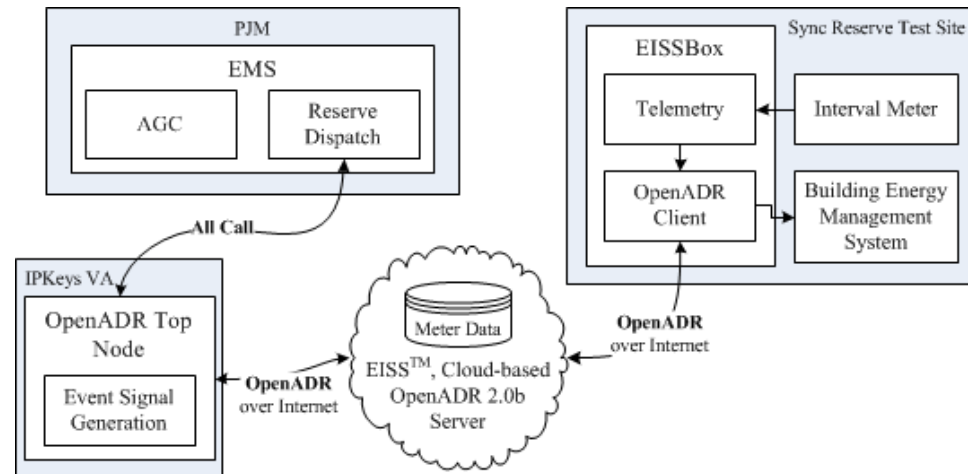 PJM
EMS
AGC
Reserve
Dispatch
All Call
IPKeys VA
OpenADR Top
Node
Event Signal
Generation
OpenADR
over Internet
Meter Data
EISS™, Cloud-based
OpenADR 2.0b
Server
OpenADR
over Internet
Sync Reserve Test Site
EISSBox
Telemetry
Interval Meter
OpenADR
Client
Building Energy
Management
System